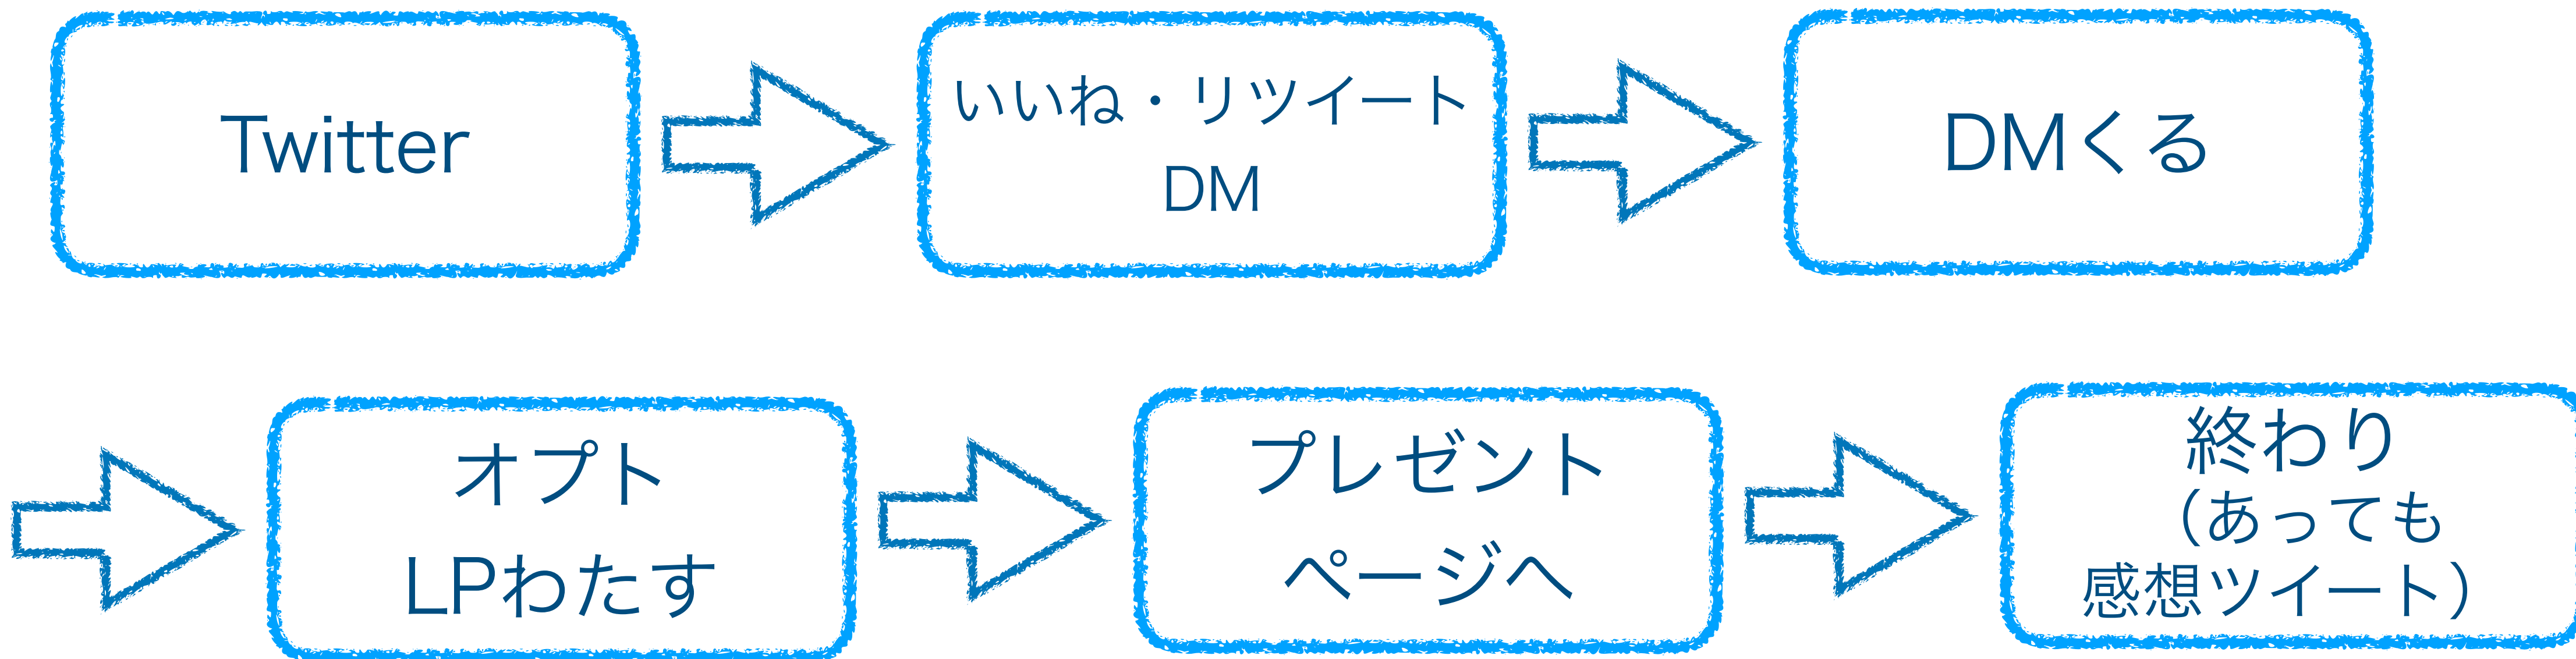 Twitter
いいね・リツイート
DM
DMくる
オプト
LPわたす
プレゼント
ページへ
終わり
（あっても
感想ツイート）